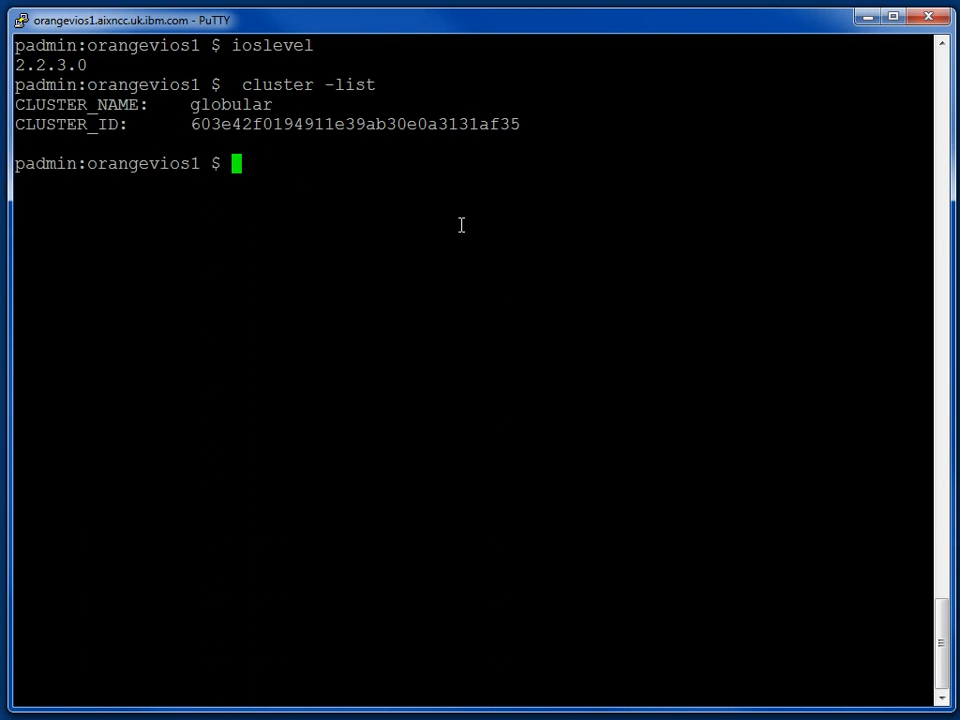 orangevios1.aixncc.uk.ibm.com - PuTTY
padmin:orangevios1 $ ioslevel
2.2.3.0
padmin:orangevios1 $  cluster -list
CLUSTER_NAME:    globular
CLUSTER_ID:      603e42f0194911e39ab30e0a3131af35
padmin:orangevios1 $